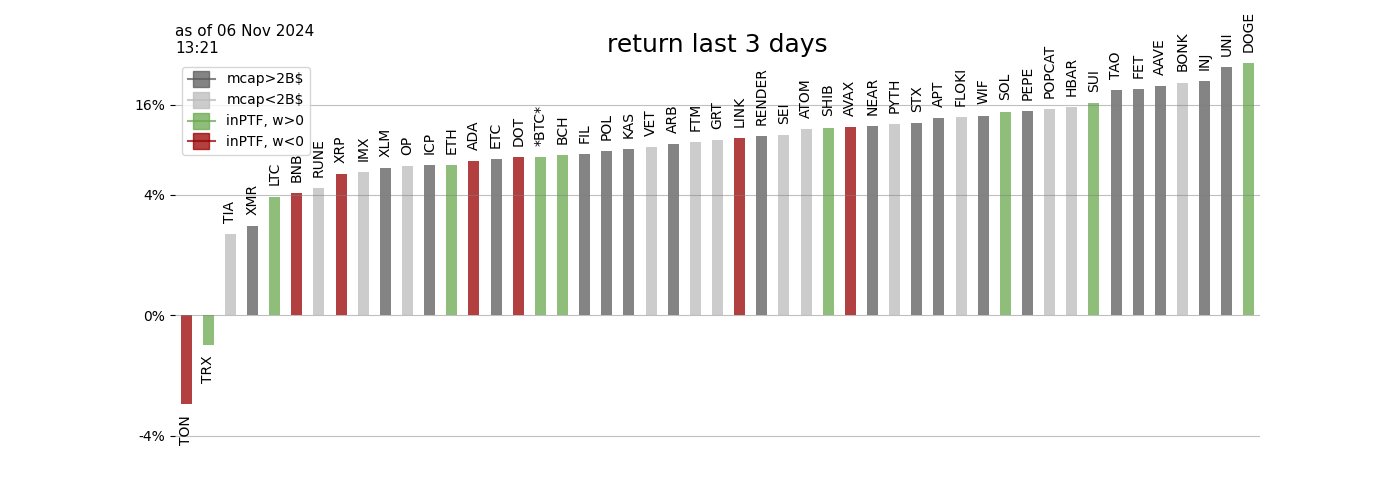 as of 06 Nov 2024
13:21
return last 3 days
mcap>2B$
mcap<2B$
inPTF, w>0
inPTF, w<0
16%
4%
0%
-4%
TON
TRX
TIA
XMR
LTC
BNB
RUNE
XRP
IMX
XLM
OP
ICP
ETH
ADA
ETC
DOT
*BTC*
BCH
FIL
POL
KAS
VET
ARB
FTM
GRT
LINK
RENDER
SEI
ATOM
SHIB
AVAX
NEAR
PYTH
STX
APT
FLOKI
WIF
SOL
PEPE
POPCAT
HBAR
SUI
TAO
FET
AAVE
BONK
INJ
UNI
DOGE